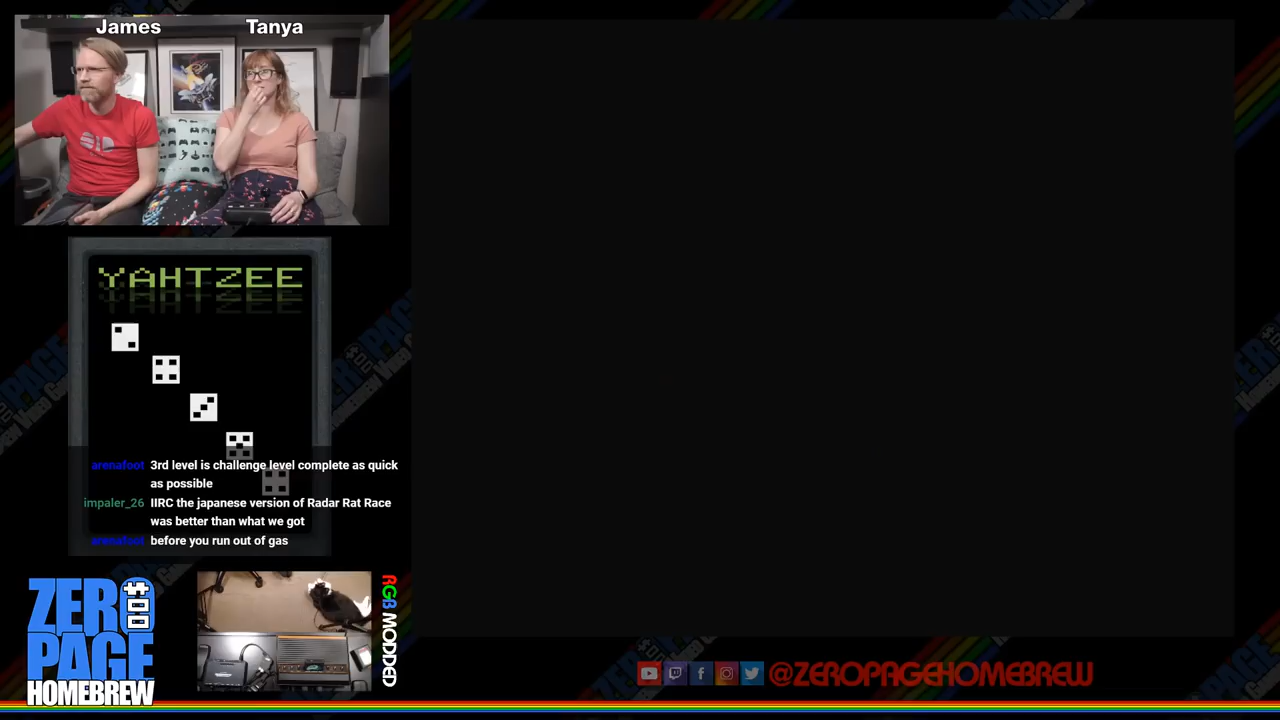 James
Tanya
YAHTZEE
arenafoot 3rd level is challenge level complete as quick
as possible
impaler_26 IIRC the japanese version of Radar Rat Race
was better than what we got
arenafoot before you run out of gas
ZERO
PAGE
HOMEBREW
RGB MODDED
@ZEROPAGEHOMEBREW